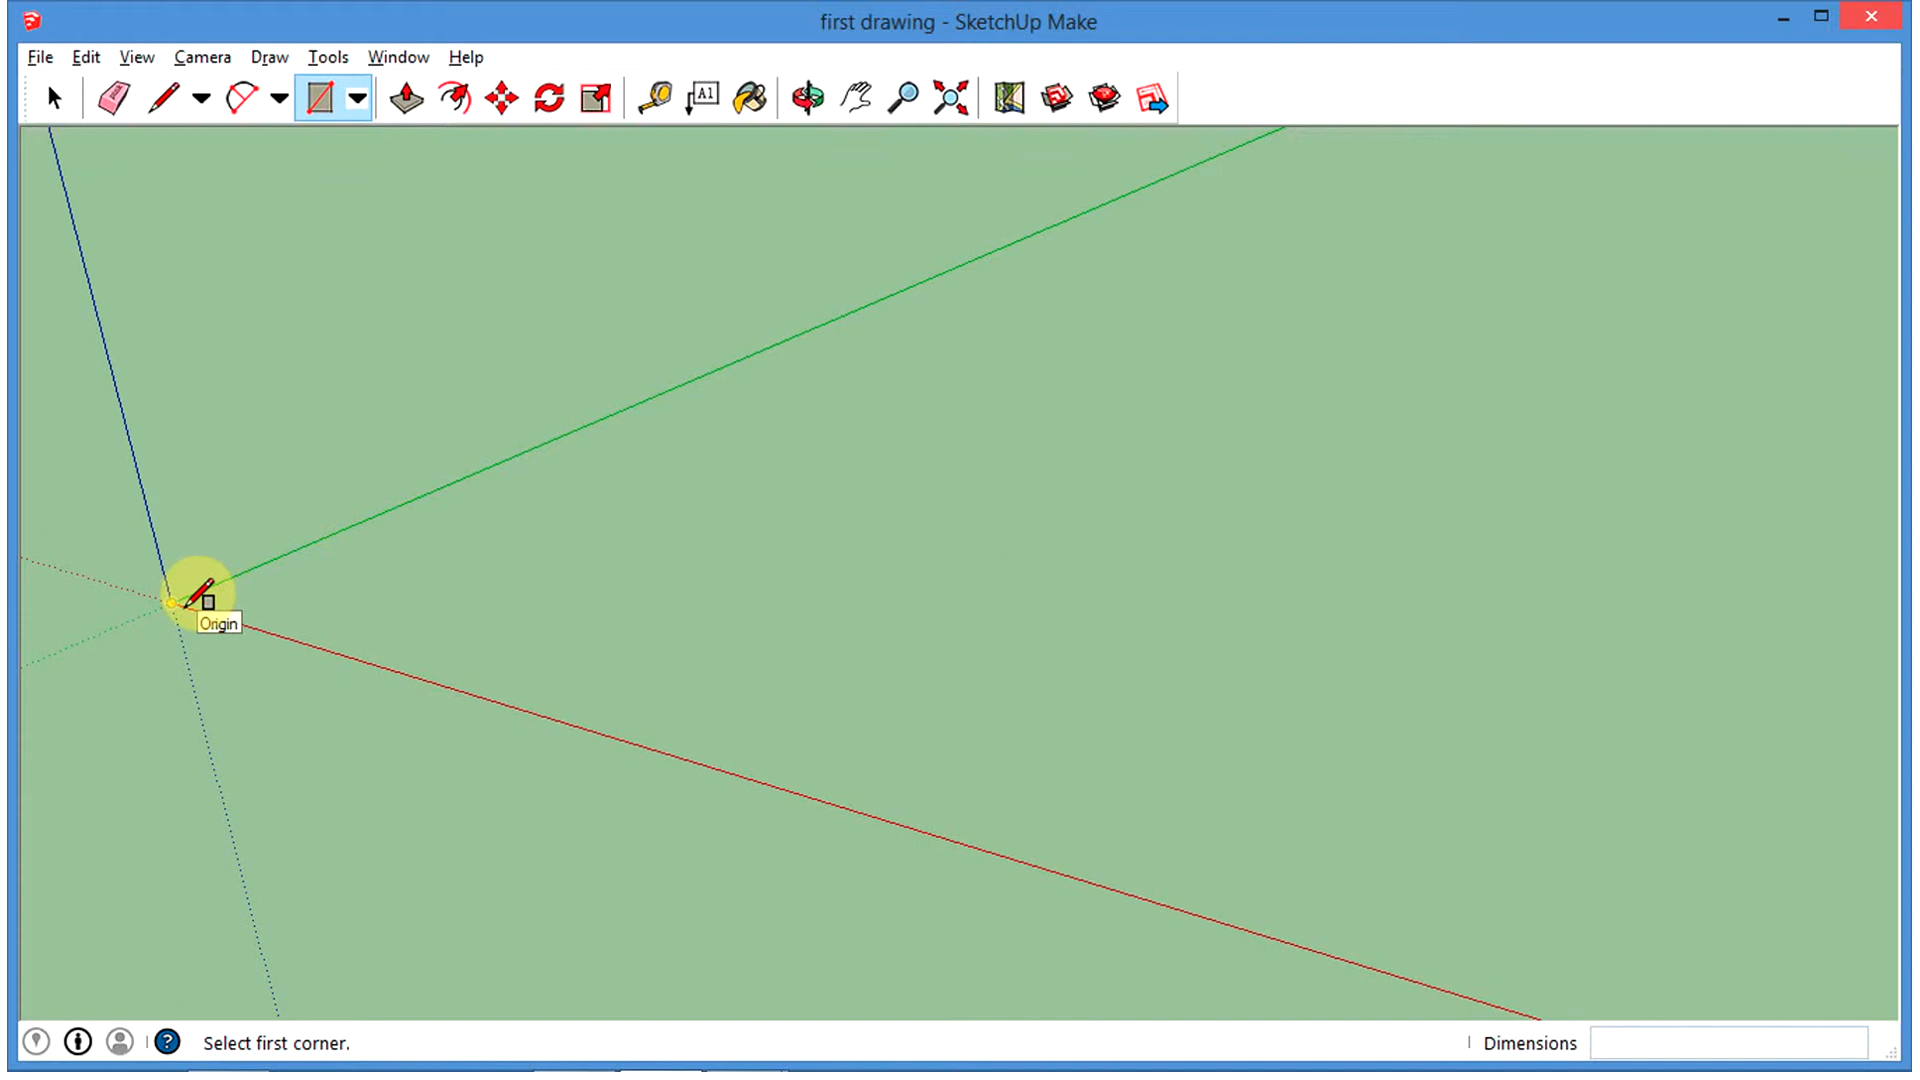 first drawing - SketchUp Make
File Edit View Camera Draw Tools Window Help
A1
Origin
Select first corner.
Dimensions